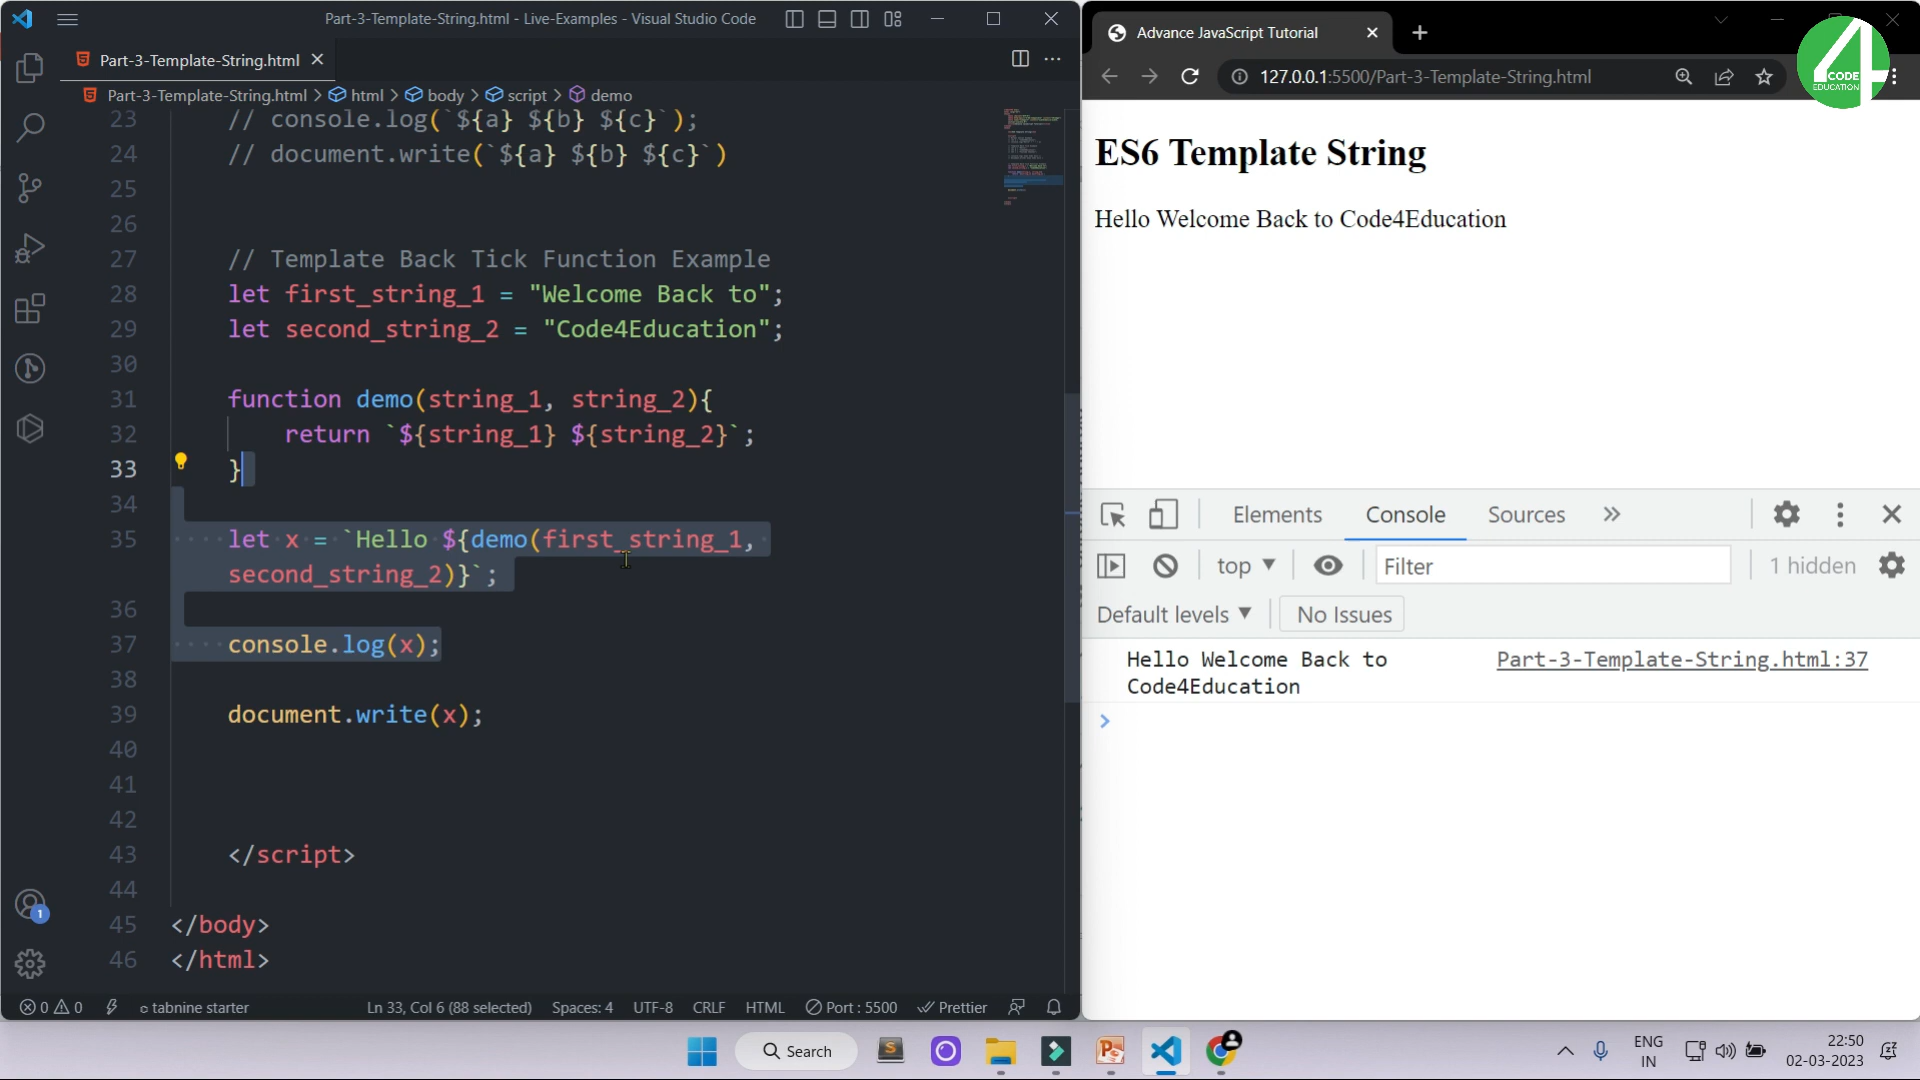 Part-3-Template-String.html - Live-Examples - Visual Studio Code
Part-3-Template-String.html
Part-3-Template-String.html > html > body > script > demo
23 // console.log(`${a} ${b} ${c}`);
24 // document.write(`${a} ${b} ${c}`)
25
26
27 // Template Back Tick Function Example
28 let first_string_1 = "Welcome Back to";
29 let second_string_2 = "Code4Education";
30
31 function demo(string_1, string_2){
32 return `${string_1} ${string_2}`;
33 }
34
35 let x = `Hello ${demo(first_string_1,
second_string_2)}`;
36
37 console.log(x);
38
39 document.write(x);
40
41
42
43 </script>
44
45 </body>
46 </html>
1
0 0 tabnine starter Ln 33, Col 6 (88 selected) Spaces: 4 UTF-8 CRLF HTML Port : 5500 Prettier
Advance JavaScript Tutorial
127.0.0.1:5500/Part-3-Template-String.html
4
CODE
EDUCATION
ES6 Template String
Hello Welcome Back to Code4Education
Elements Console Sources
top Filter 1 hidden
Default levels No Issues
Hello Welcome Back to Part-3-Template-String.html:37
Code4Education
Search
ENG
IN
22:50
02-03-2023